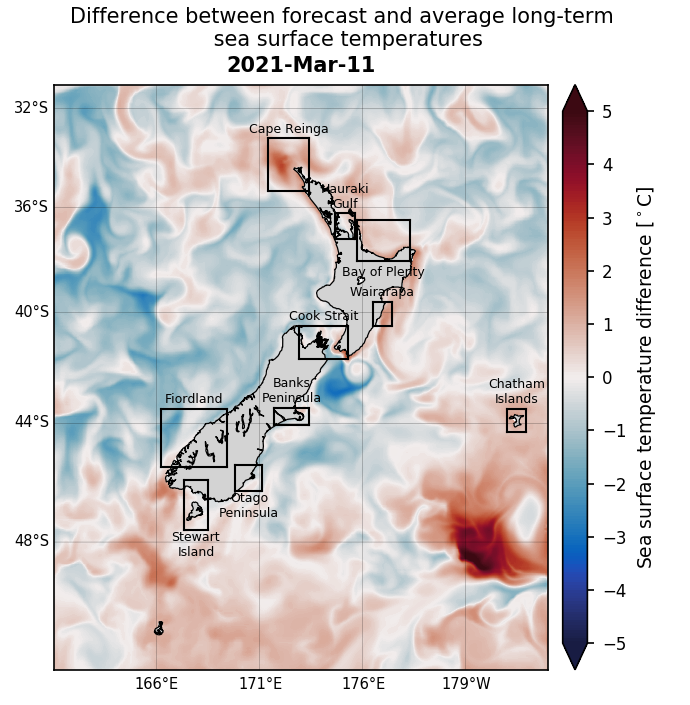 Difference between forecast and average long-term
sea surface temperatures
2021-Mar-11
32°S
36°S
40°S
44°S
48°S
Cape Reinga
Hauraki
Gulf
Bay of Plenty
Wairarapa
Cook Strait
Banks
Peninsula
Fiordland
Chatham
Islands
Otago
Peninsula
Stewart
Island
166°E
171°E
176°E
179°W
5
4
3
2
1
0
−1
−2
−3
−4
−5
Sea surface temperature difference [°C]